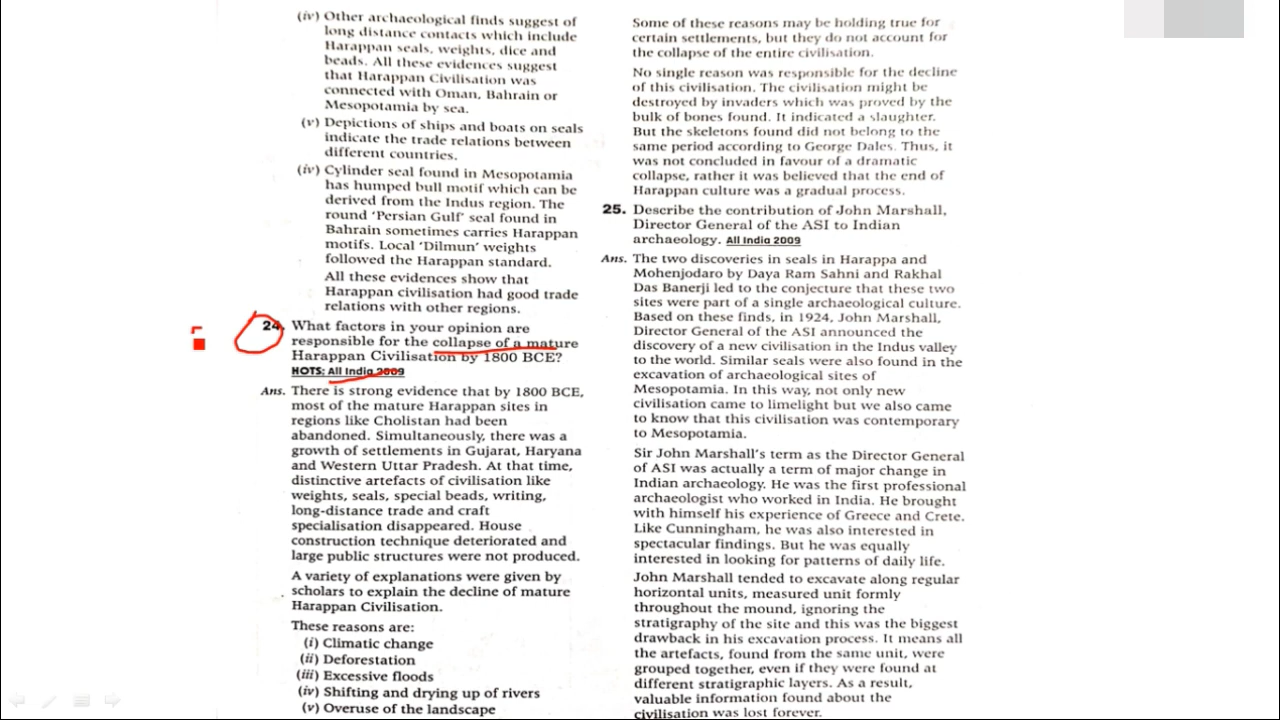 (iv) Other archaeological finds suggest of
long distance contacts which include
Harappan seals, weights, dice and
beads. All these evidences suggest
that Harappan Civilisation was
connected with Oman, Bahrain or
Mesopotamia by sea.
(v) Depictions of ships and boats on seals
indicate the trade relations between
different countries.
(iv) Cylinder seal found in Mesopotamia
has humped bull motif which can be
derived from the Indus region. The
round 'Persian Gulf' seal found in
Bahrain sometimes carries Harappan
motifs. Local 'Dilmun' weights
followed the Harappan standard.
All these evidences show that
Harappan civilisation had good trade
relations with other regions.
24. What factors in your opinion are
responsible for the collapse of a mature
Harappan Civilisation by 1800 BCE?
HOTS; All India 2009
Ans. There is strong evidence that by 1800 BCE,
most of the mature Harappan sites in
regions like Cholistan had been
abandoned. Simultaneously, there was a
growth of settlements in Gujarat, Haryana
and Western Uttar Pradesh. At that time,
distinctive artefacts of civilisation like
weights, seals, special beads, writing,
long-distance trade and craft
specialisation disappeared. House
construction technique deteriorated and
large public structures were not produced.
A variety of explanations were given by
scholars to explain the decline of mature
Harappan Civilisation.
These reasons are:
(i) Climatic change
(ii) Deforestation
(iii) Excessive floods
(iv) Shifting and drying up of rivers
(v) Overuse of the landscape
Some of these reasons may be holding true for
certain settlements, but they do not account for
the collapse of the entire civilisation.
No single reason was responsible for the decline
of this civilisation. The civilisation might be
destroyed by invaders which was proved by the
bulk of bones found. It indicated a slaughter.
But the skeletons found did not belong to the
same period according to George Dales. Thus, it
was not concluded in favour of a dramatic
collapse, rather it was believed that the end of
Harappan culture was a gradual process.
25. Describe the contribution of John Marshall,
Director General of the ASI to Indian
archaeology. All India 2009
Ans. The two discoveries in seals in Harappa and
Mohenjodaro by Daya Ram Sahni and Rakhal
Das Banerji led to the conjecture that these two
sites were part of a single archaeological culture.
Based on these finds, in 1924, John Marshall,
Director General of the ASI announced the
discovery of a new civilisation in the Indus valley
to the world. Similar seals were also found in the
excavation of archaeological sites of
Mesopotamia. In this way, not only new
civilisation came to limelight but we also came
to know that this civilisation was contemporary
to Mesopotamia.
Sir John Marshall's term as the Director General
of ASI was actually a term of major change in
Indian archaeology. He was the first professional
archaeologist who worked in India. He brought
with himself his experience of Greece and Crete.
Like Cunningham, he was also interested in
spectacular findings. But he was equally
interested in looking for patterns of daily life.
John Marshall tended to excavate along regular
horizontal units, measured unit formly
throughout the mound, ignoring the
stratigraphy of the site and this was the biggest
drawback in his excavation process. It means all
the artefacts, found from the same unit, were
grouped together, even if they were found at
different stratigraphic layers. As a result,
valuable information found about the
civilisation was lost forever.